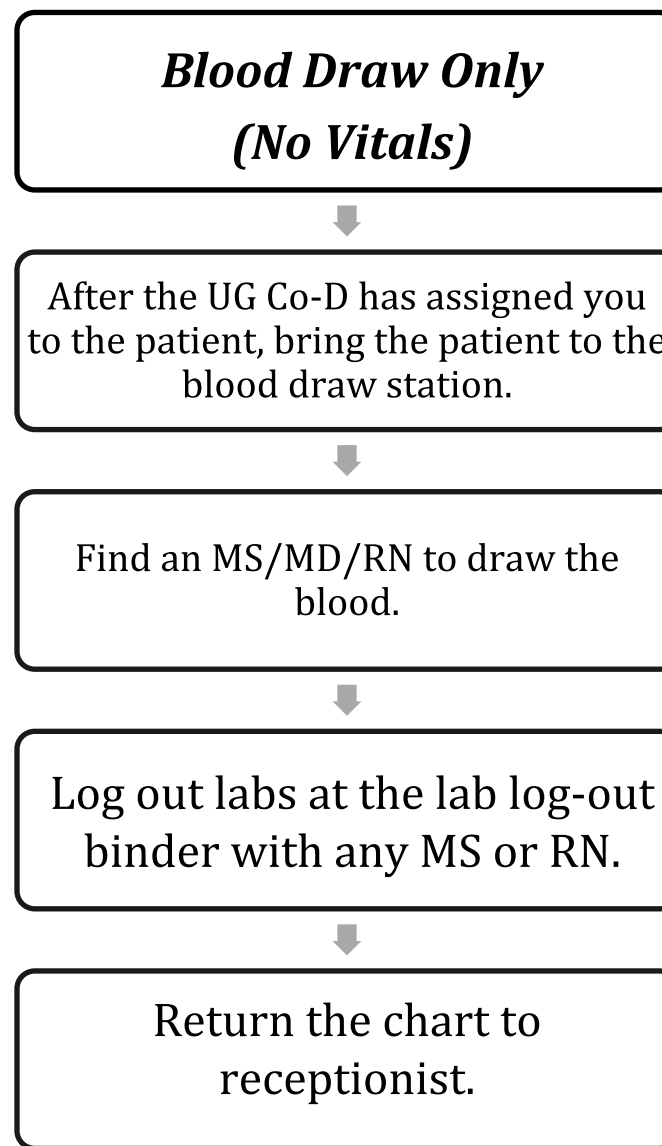 Blood Draw Only
(No Vitals)
After the UG Co-D has assigned you
to the patient, bring the patient to the
blood draw station.
Find an MS/MD/RN to draw the
blood.
Log out labs at the lab log-out
binder with any MS or RN.
Return the chart to
receptionist.